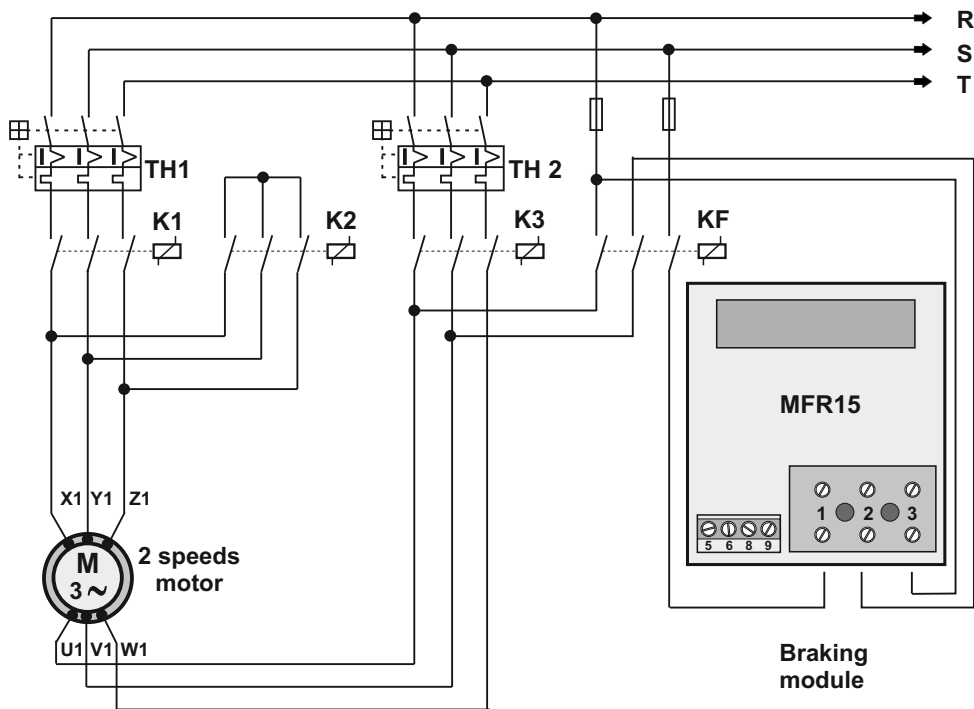 R
S
T
TH1
TH 2
K1
K2
K3
KF
MFR15
1 2 3
5 6 8 9
X1 Y1 Z1
M
3 ~
2 speeds
motor
U1 V1 W1
Braking
module